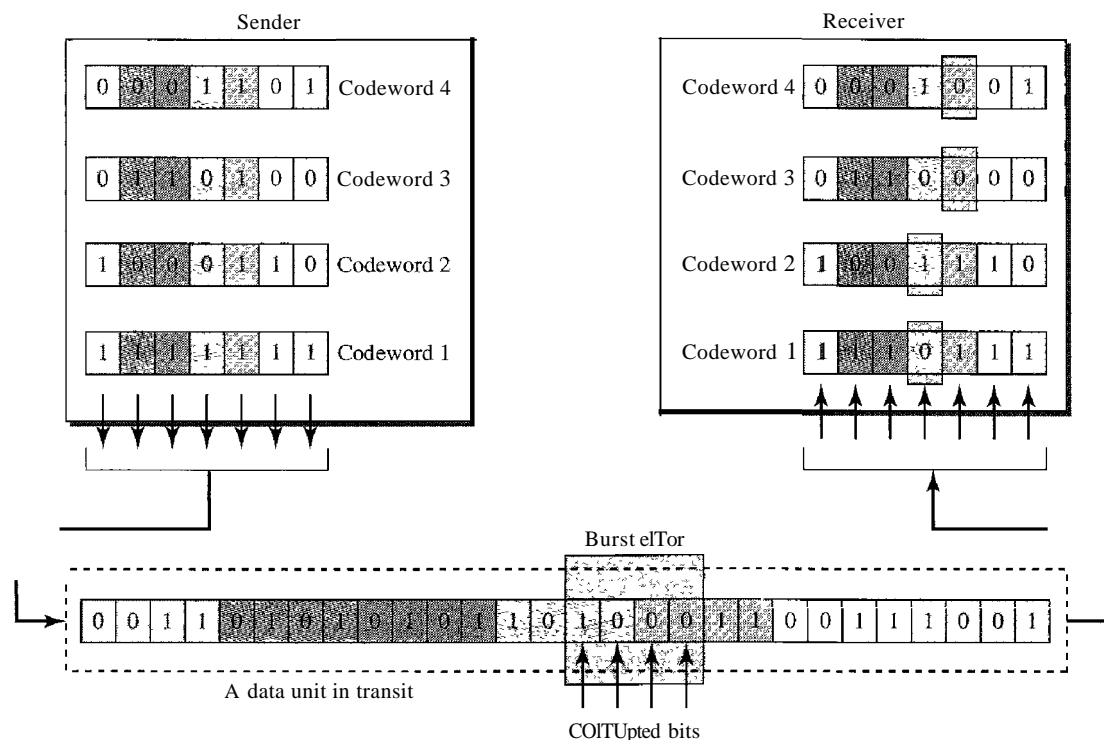 Sender
Receiver
0 0 0 1 1 0 1 Codeword 4
Codeword 4 0 0 0 1 0 0 1
0 1 1 0 1 0 0 Codeword 3
Codeword 3 0 1 1 0 0 0 0
1 0 0 0 1 1 0 Codeword 2
Codeword 2 1 0 0 1 1 1 0
1 1 1 1 1 1 1 Codeword 1
Codeword 1 1 1 1 0 1 1 1
Burst elTor
0 0 1 1 0 1 0 1 0 1 0 1 1 0 1 0 0 0 1 1 0 0 1 1 1 0 0 1
A data unit in transit
COlTUpted bits